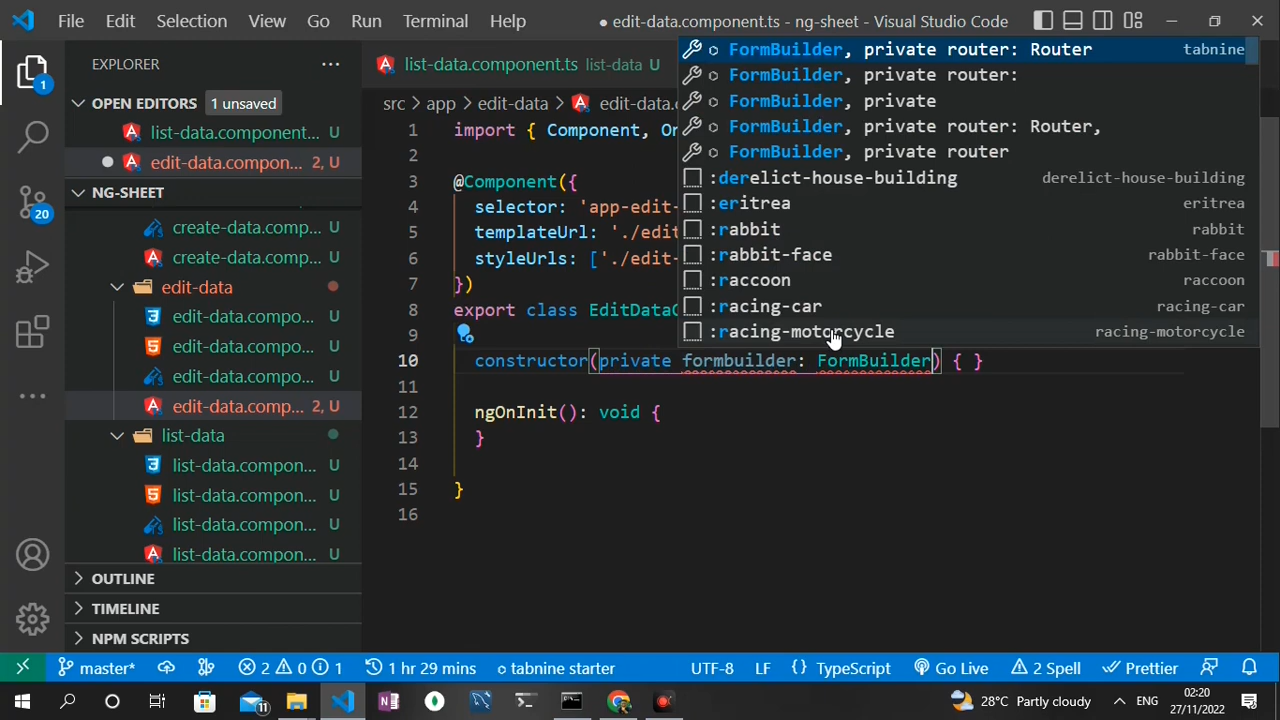 File Edit Selection View Go Run Terminal Help
● edit-data.component.ts - ng-sheet - Visual Studio Code
EXPLORER
OPEN EDITORS 1 unsaved
list-data.component... U
edit-data.compon... 2, U
NG-SHEET
create-data.comp... U
create-data.comp... U
edit-data
edit-data.compo... U
edit-data.compo... U
edit-data.compo... U
edit-data.comp... 2, U
list-data
list-data.compon... U
list-data.compon... U
list-data.compon... U
list-data.compon... U
OUTLINE
TIMELINE
NPM SCRIPTS
1
20
list-data.component.ts list-data U
src > app > edit-data > edit-data.c
1 import { Component, On
2
3 @Component({
4 selector: 'app-edit-
5 templateUrl: './edit
6 styleUrls: ['./edit-
7 })
8 export class EditDataC
9
10 constructor(private formbuilder: FormBuilder) { }
11
12 ngOnInit(): void {
13 }
14
15 }
16
FormBuilder, private router: Router tabnine
FormBuilder, private router:
FormBuilder, private
FormBuilder, private router: Router,
FormBuilder, private router
:derelict-house-building derelict-house-building
:eritrea eritrea
:rabbit rabbit
:rabbit-face rabbit-face
:raccoon raccoon
:racing-car racing-car
:racing-motorcycle racing-motorcycle
master* 2 0 1 1 hr 29 mins tabnine starter UTF-8 LF {} TypeScript Go Live 2 Spell Prettier
11 28°C Partly cloudy ENG 02:20
27/11/2022